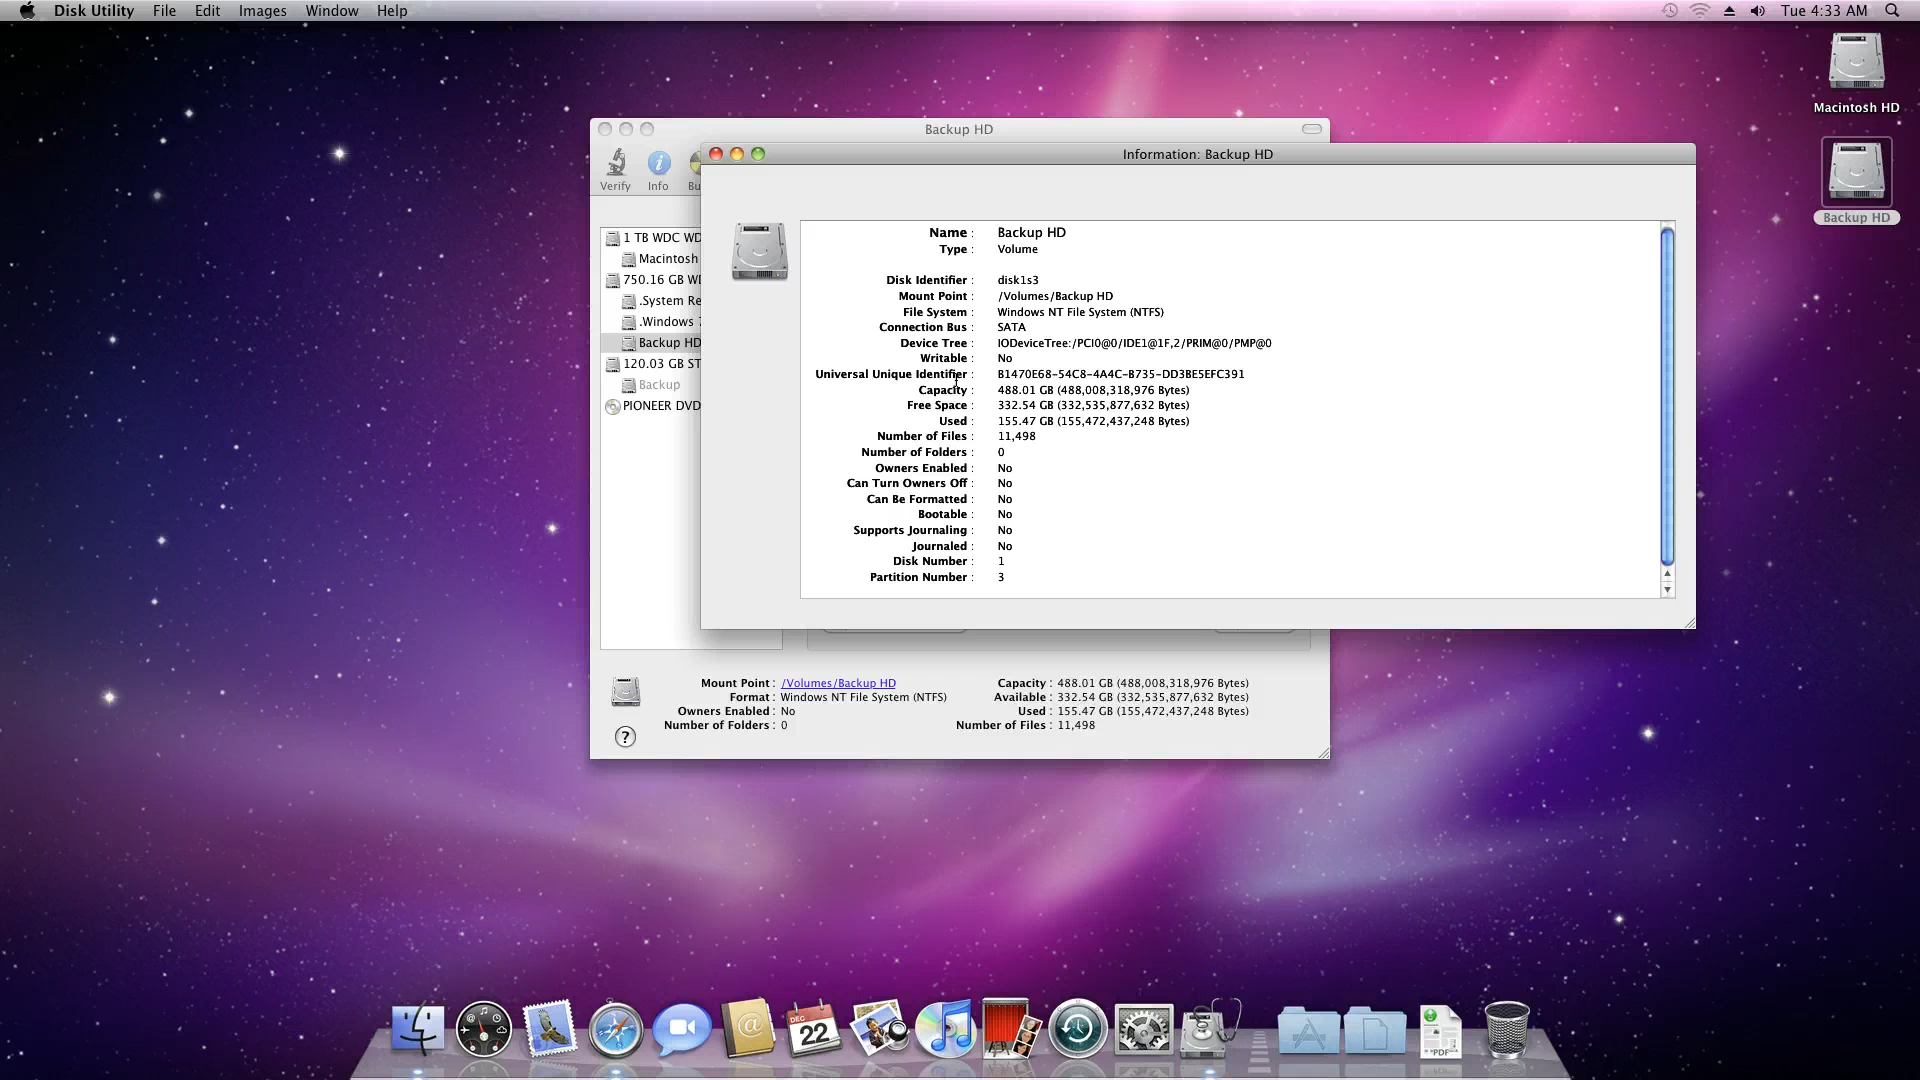 Disk Utility File Edit Images Window Help
Tue 4:33 AM
Macintosh HD
Backup HD
Backup HD
Verify Info
1 TB WDC
Macintosh
750.16 GB
.System
.Windows
Backup HD
120.03 GB
Backup
PIONEER
Information: Backup HD
Name : Backup HD
Type : Volume
Disk Identifier : disk1s3
Mount Point : /Volumes/Backup HD
File System : Windows NT File System (NTFS)
Connection Bus : SATA
Device Tree : IODeviceTree:/PCI0@0/IDE1@1F,2/PRIM@0/PMP@0
Writable : No
Universal Unique Identifier : B1470E68-54C8-4A4C-B735-DD3BE5EFC391
Capacity : 488.01 GB (488,008,318,976 Bytes)
Free Space : 332.54 GB (332,535,877,632 Bytes)
Used : 155.47 GB (155,472,437,248 Bytes)
Number of Files : 11,498
Number of Folders : 0
Owners Enabled : No
Can Turn Owners Off : No
Can Be Formatted : No
Bootable : No
Supports Journaling : No
Journaled : No
Disk Number : 1
Partition Number : 3
Mount Point : /Volumes/Backup HD Capacity : 488.01 GB (488,008,318,976 Bytes)
Format : Windows NT File System (NTFS) Available : 332.54 GB (332,535,877,632 Bytes)
Owners Enabled : No Used : 155.47 GB (155,472,437,248 Bytes)
Number of Folders : 0 Number of Files : 11,498
?
DEC
22
PDF